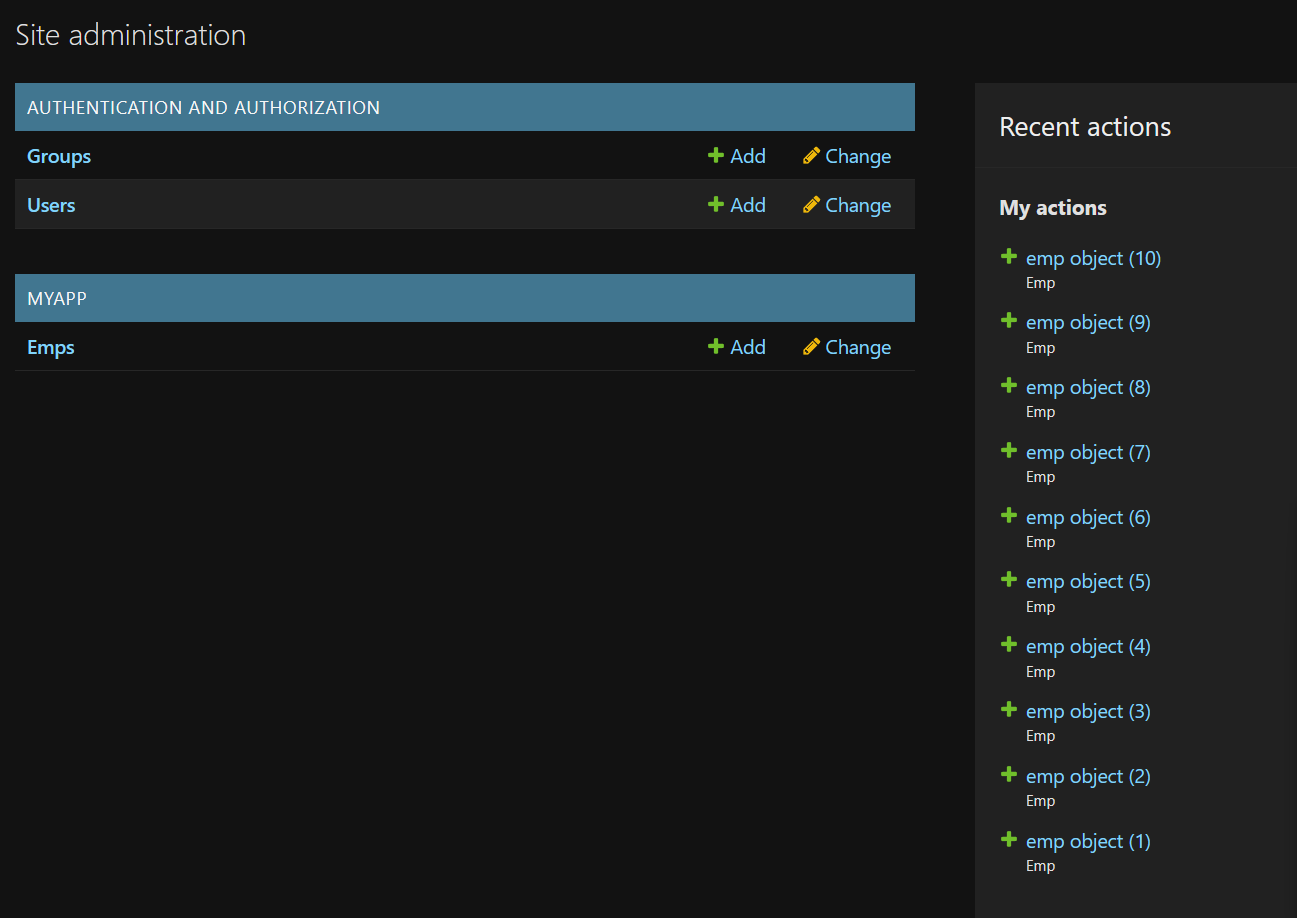 Site administration
AUTHENTICATION AND AUTHORIZATION
Groups Add Change
Users Add Change
MYAPP
Emps Add Change
Recent actions
My actions
emp object (10)
Emp
emp object (9)
Emp
emp object (8)
Emp
emp object (7)
Emp
emp object (6)
Emp
emp object (5)
Emp
emp object (4)
Emp
emp object (3)
Emp
emp object (2)
Emp
emp object (1)
Emp